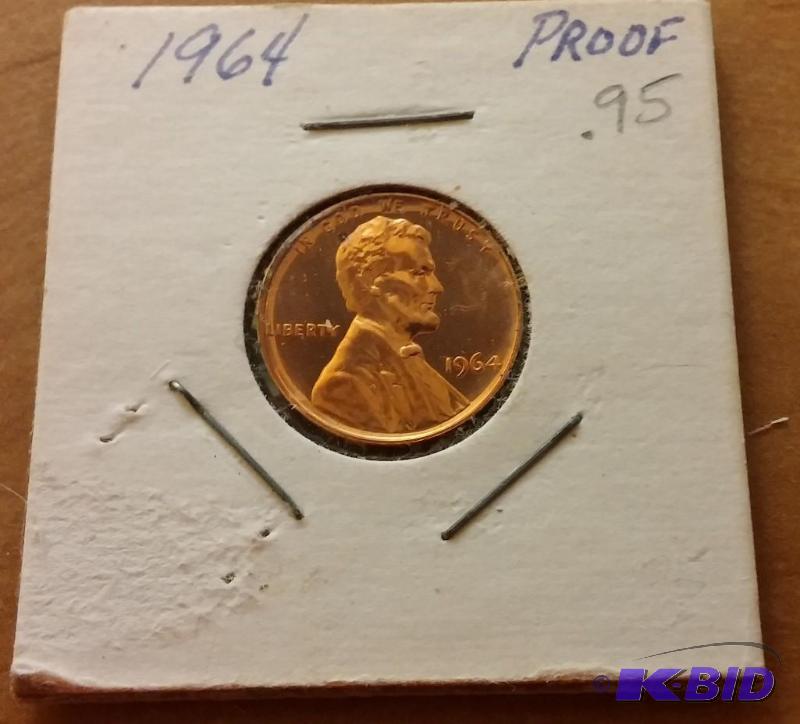 1964 PROOF
.95
IN GOD WE TRUST
LIBERTY
1964
© K-BID